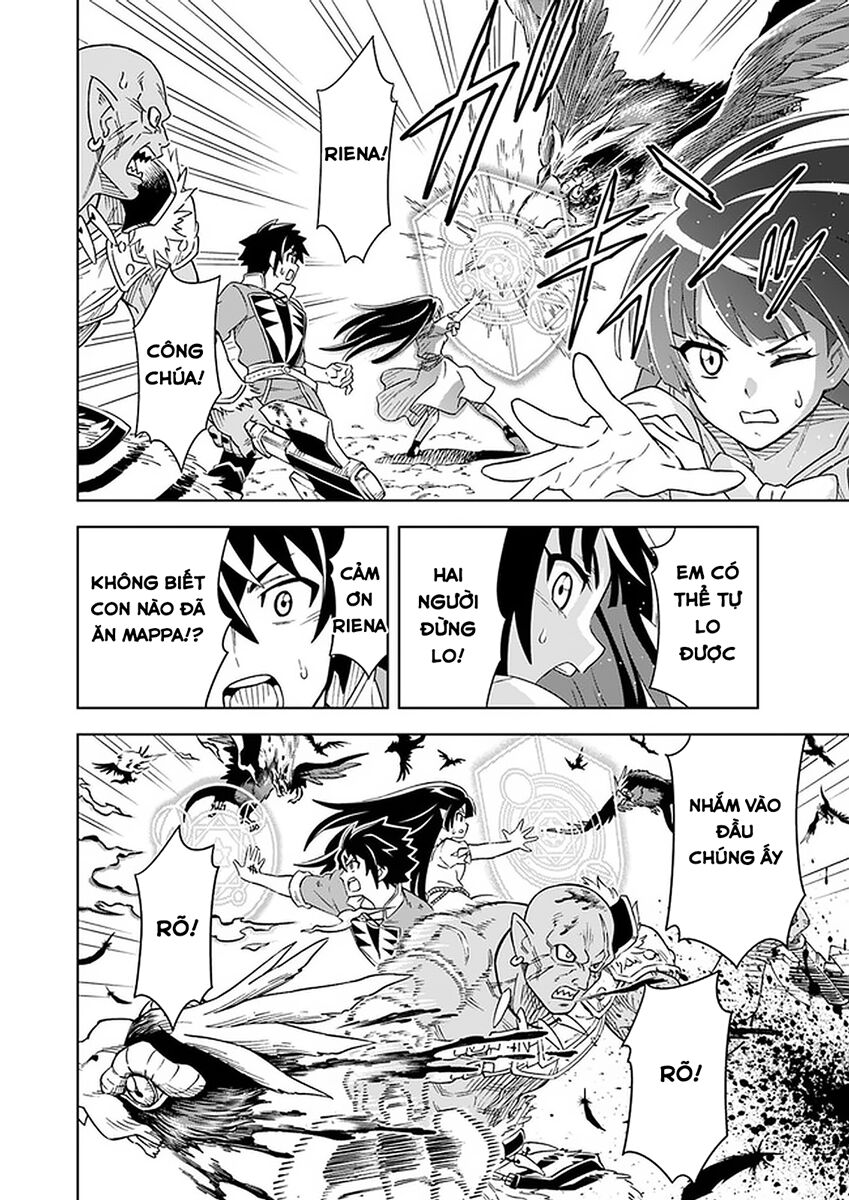 RIENA!
CÔNG
CHÚA!
EM CÓ
THỂ TỰ
LO
ĐƯỢC
HAI
NGƯỜI
ĐỪNG
LO!
CẢM
ƠN
RIENA
KHÔNG BIẾT
CON NÀO ĐÃ
ĂN MAPPA!?
NHẮM VÀO
ĐẦU
CHÚNG ẤY
RÕ!
RÕ!